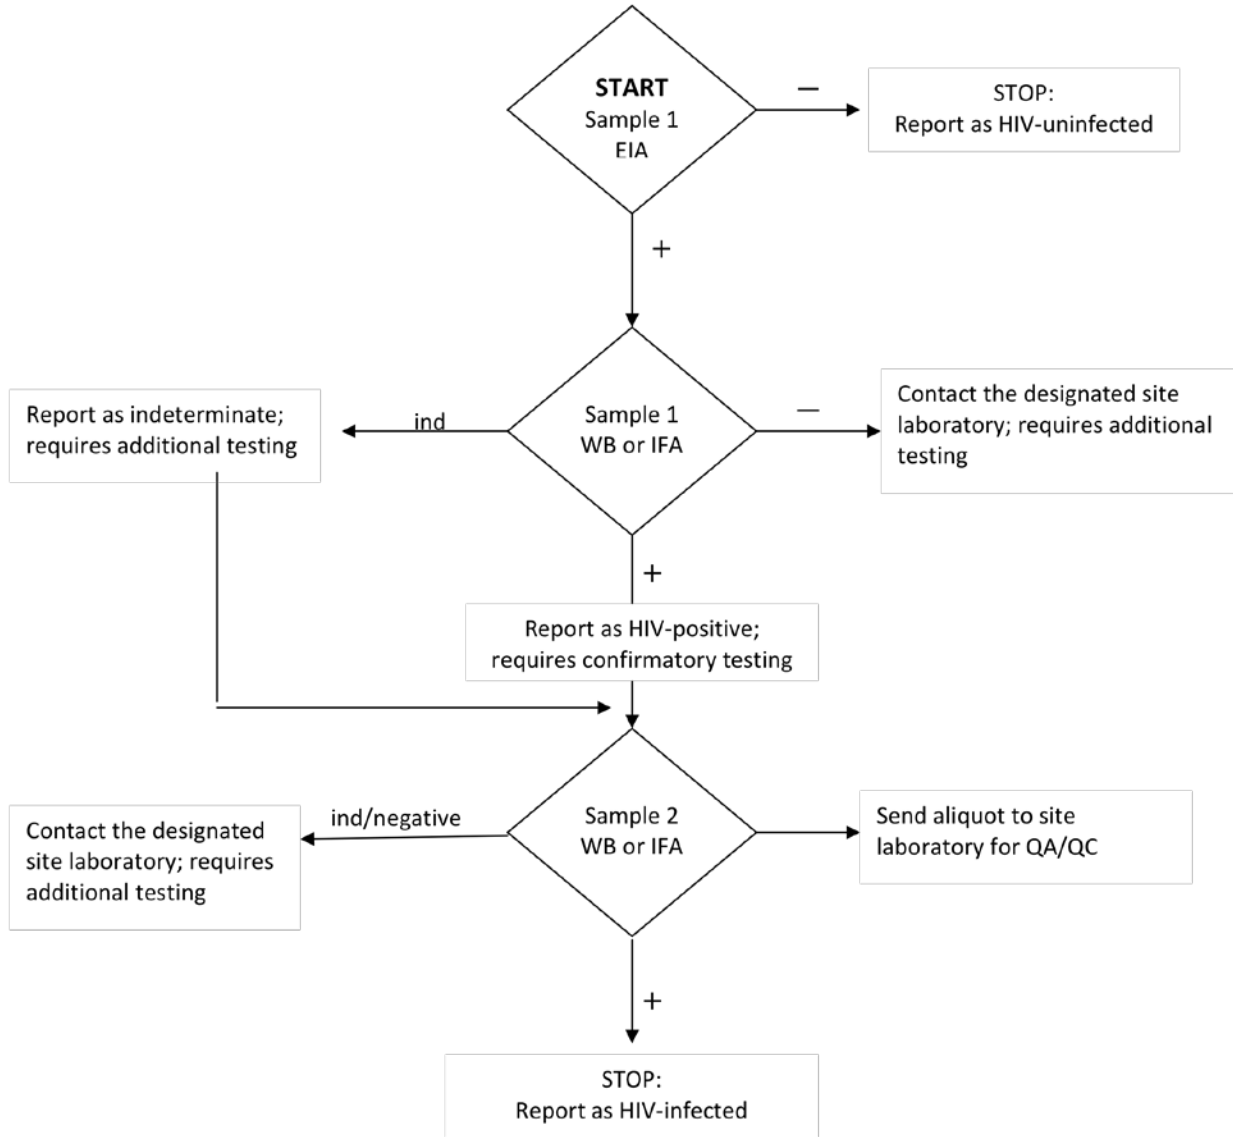 START
Sample 1
EIA
—
STOP:
Report as HIV-uninfected
+
Report as indeterminate;
requires additional testing
ind
Sample 1
WB or IFA
—
Contact the designated site
laboratory; requires additional
testing
+
Report as HIV-positive;
requires confirmatory testing
Contact the designated
site laboratory; requires
additional testing
ind/negative
Sample 2
WB or IFA
Send aliquot to site
laboratory for QA/QC
+
STOP:
Report as HIV-infected